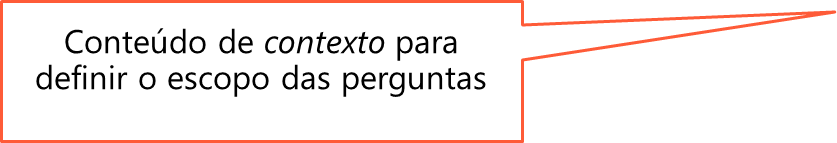 Conteúdo de contexto para
definir o escopo das perguntas